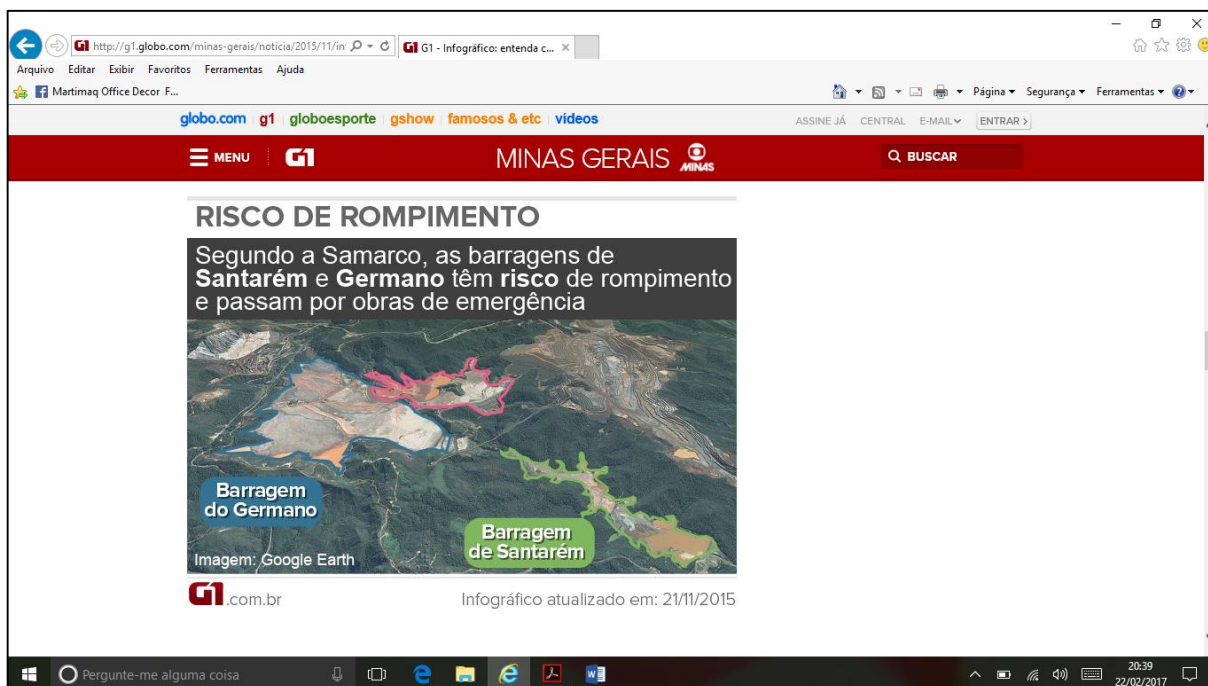 http://g1.globo.com/minas-gerais/noticia/2015/11/in
G1 G1 - Infográfico: entenda c...
Arquivo Editar Exibir Favoritos Ferramentas Ajuda
Martimaq Office Decor F...
Página Segurança Ferramentas
globo.com g1 globoesporte gshow famosos & etc vídeos
ASSINE JÁ CENTRAL E-MAIL ENTRAR >
MENU G1 MINAS GERAIS MINAS BUSCAR
RISCO DE ROMPIMENTO
Segundo a Samarco, as barragens de
Santarém e Germano têm risco de rompimento
e passam por obras de emergência
Barragem
do Germano
Barragem
de Santarém
Imagem: Google Earth
G1.com.br Infográfico atualizado em: 21/11/2015
Pergunte-me alguma coisa
20:39
22/02/2017